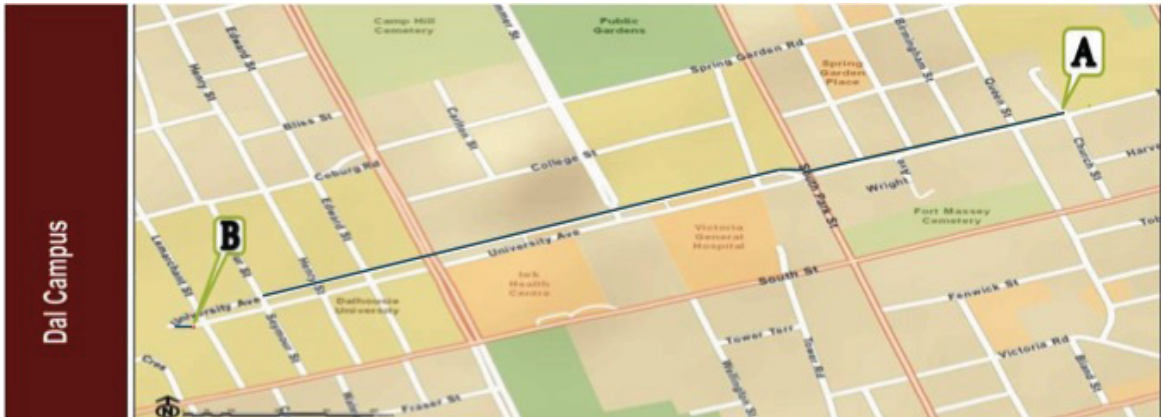 Dal Campus
Camp Hill
Cemetery
Public
Gardens
Spring Garden Rd
Spring
Garden
Place
Birmingham St
Queen St
A
Edward St
Henry St
Bliss St
Carlton St
College St
Coburg Rd
Church St
Wright
South Park St
Fort Massey
Cemetery
Lemarchant St
B
Edward St
Henry St
University Ave
Victoria
General
Hospital
South St
Health
Centre
Dalhousie
University
University Ave
Seymour St
Fenwick St
Tower Terr
Tower Rd
Victoria Rd
Bland St
Wellington St
Cres
Fraser St
N